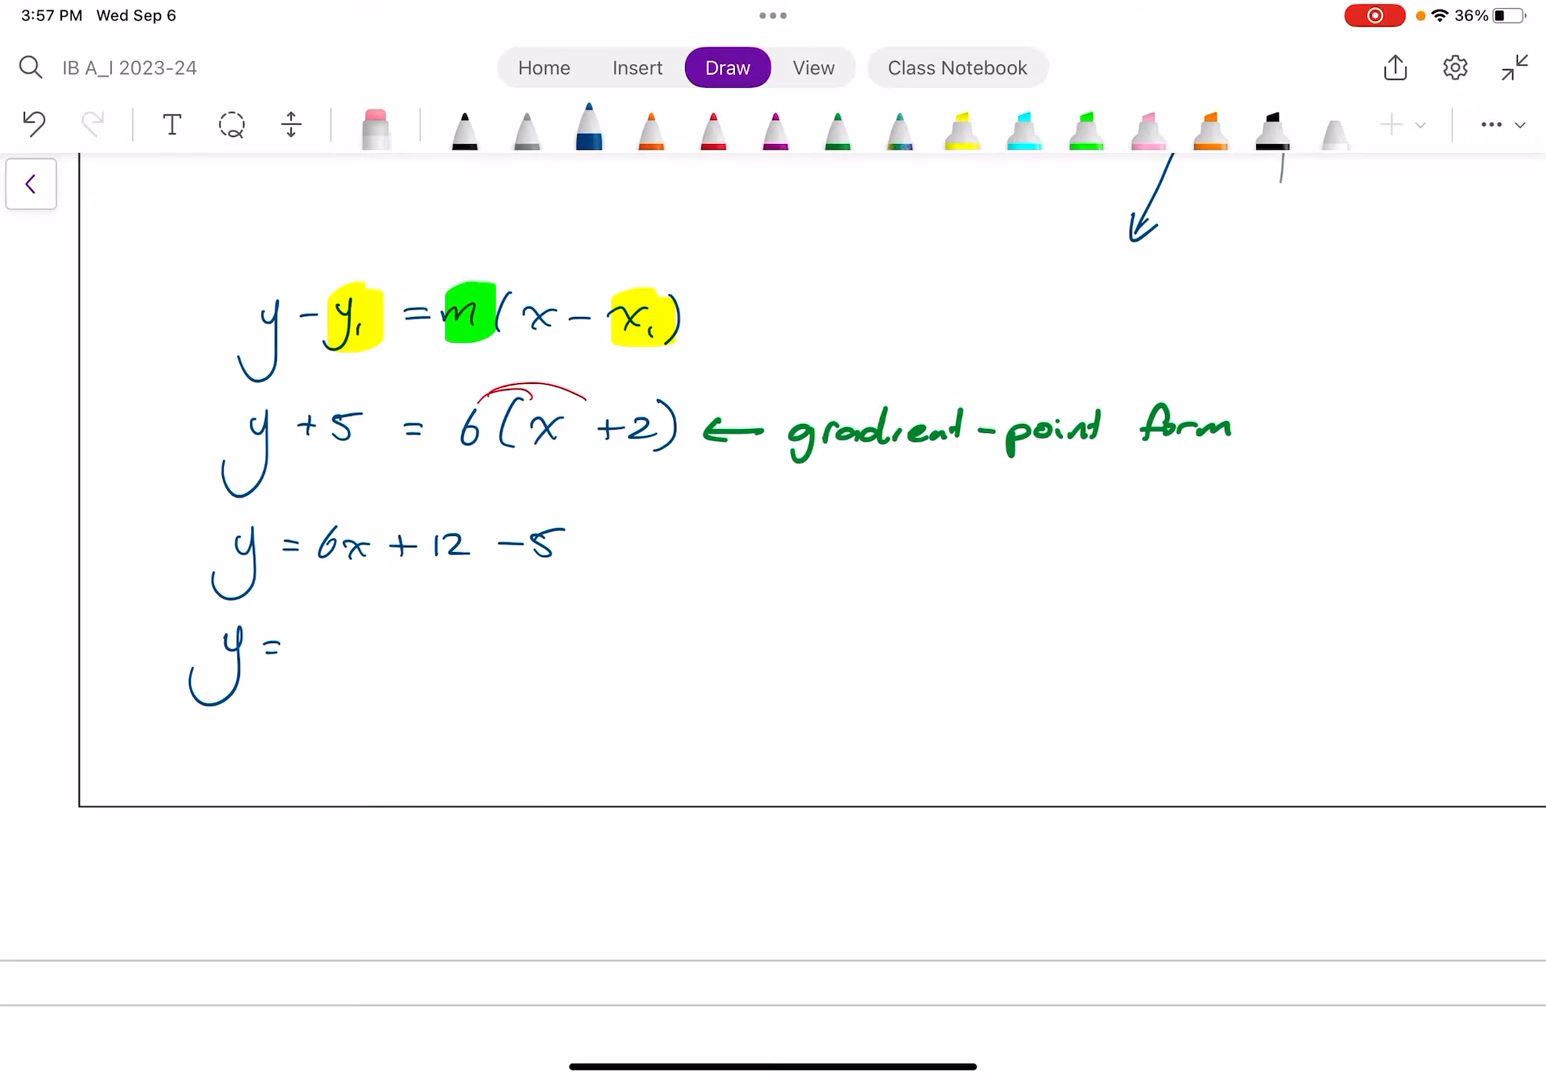 3:57 PM Wed Sep 6 36%
IB A_I 2023-24 Home Insert Draw View Class Notebook
T
y - y₁ = m(x - x₁)
y + 5 = 6(x + 2) ← gradient-point form
y = 6x + 12 - 5
y =